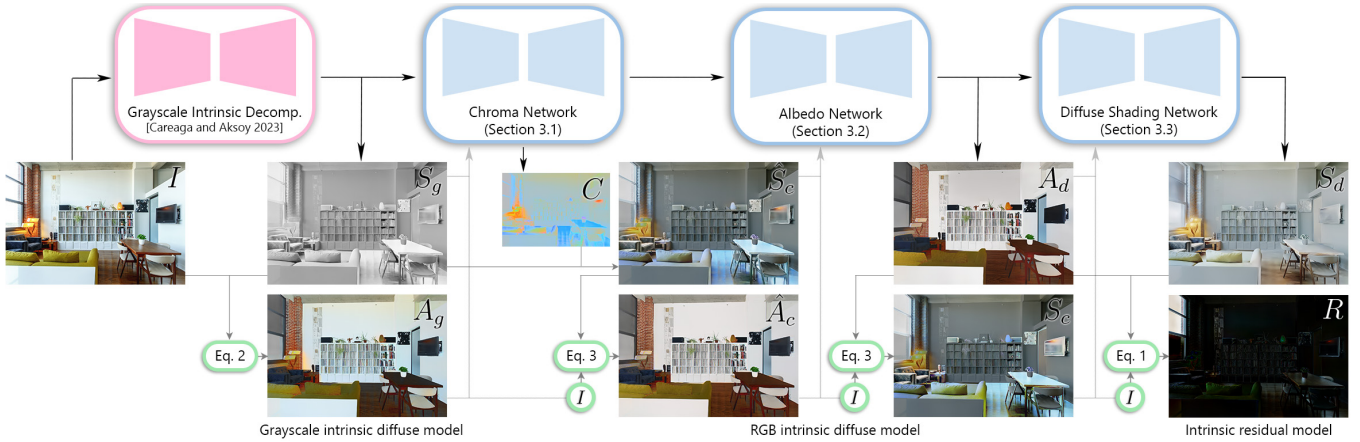 Grayscale Intrinsic Decomp.
[Careaga and Aksoy 2023]
Chroma Network
(Section 3.1)
Albedo Network
(Section 3.2)
Diffuse Shading Network
(Section 3.3)
I
S_g
C
Ŝ_c
A_d
S_d
A_g
Â_c
S_c
R
Eq. 2
Eq. 3
Eq. 3
Eq. 1
I
I
I
Grayscale intrinsic diffuse model
RGB intrinsic diffuse model
Intrinsic residual model